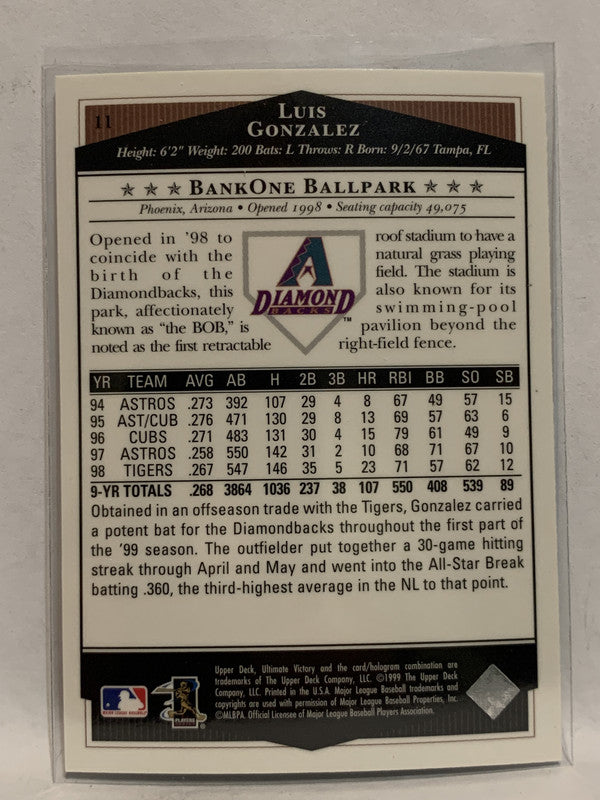 11
LUIS
GONZALEZ
Height: 6'2" Weight: 200 Bats: L Throws: R Born: 9/2/67 Tampa, FL
★ ★ ★ BANKONE BALLPARK ★ ★ ★
Phoenix, Arizona • Opened 1998 • Seating capacity 49,075
Opened in '98 to
coincide with the
birth of the
Diamondbacks, this
park, affectionately
known as "the BOB," is
noted as the first retractable
A
DIAMOND
BACKS
™
roof stadium to have a
natural grass playing
field. The stadium is
also known for its
swimming-pool
pavilion beyond the
right-field fence.
YR TEAM AVG AB H 2B 3B HR RBI BB SO SB
94 ASTROS .273 392 107 29 4 8 67 49 57 15
95 AST/CUB .276 471 130 29 8 13 69 57 63 6
96 CUBS .271 483 131 30 4 15 79 61 49 9
97 ASTROS .258 550 142 31 2 10 68 71 67 10
98 TIGERS .267 547 146 35 5 23 71 57 62 12
9-YR TOTALS .268 3864 1036 237 38 107 550 408 539 89
Obtained in an offseason trade with the Tigers, Gonzalez carried
a potent bat for the Diamondbacks throughout the first part of
the '99 season. The outfielder put together a 30-game hitting
streak through April and May and went into the All-Star Break
batting .360, the third-highest average in the NL to that point.
Upper Deck, Ultimate Victory and the card/hologram combination are
trademarks of The Upper Deck Company, LLC. ©1999 The Upper Deck
Company, LLC. Printed in the U.S.A. Major League Baseball trademarks and
copyrights are used with permission of Major League Baseball Properties, Inc.
©MLBPA. Official Licensee of Major League Baseball Players Association.
MAJOR LEAGUE BASEBALL
PLAYERS